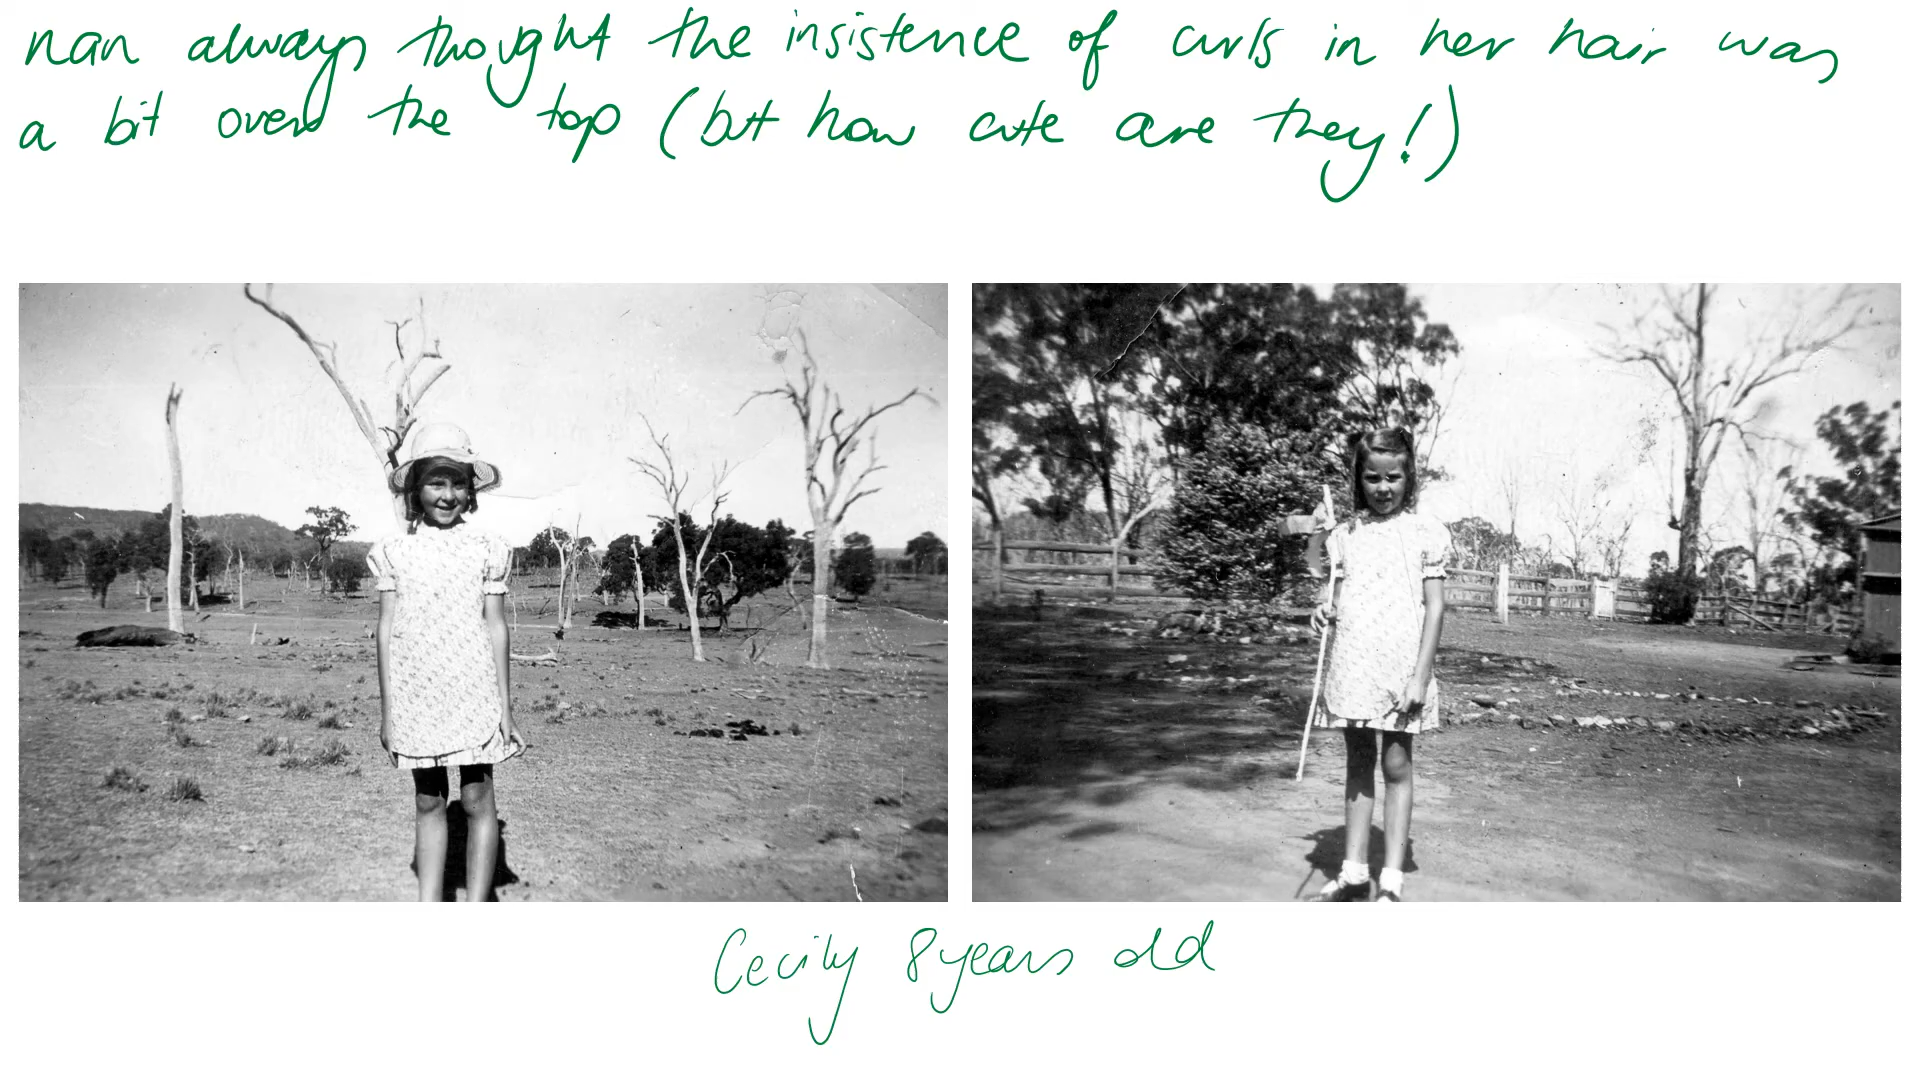 nan always thought the insistence of curls in her hair was
a bit over the top (but how cute are they!)
Cecily 8 years old